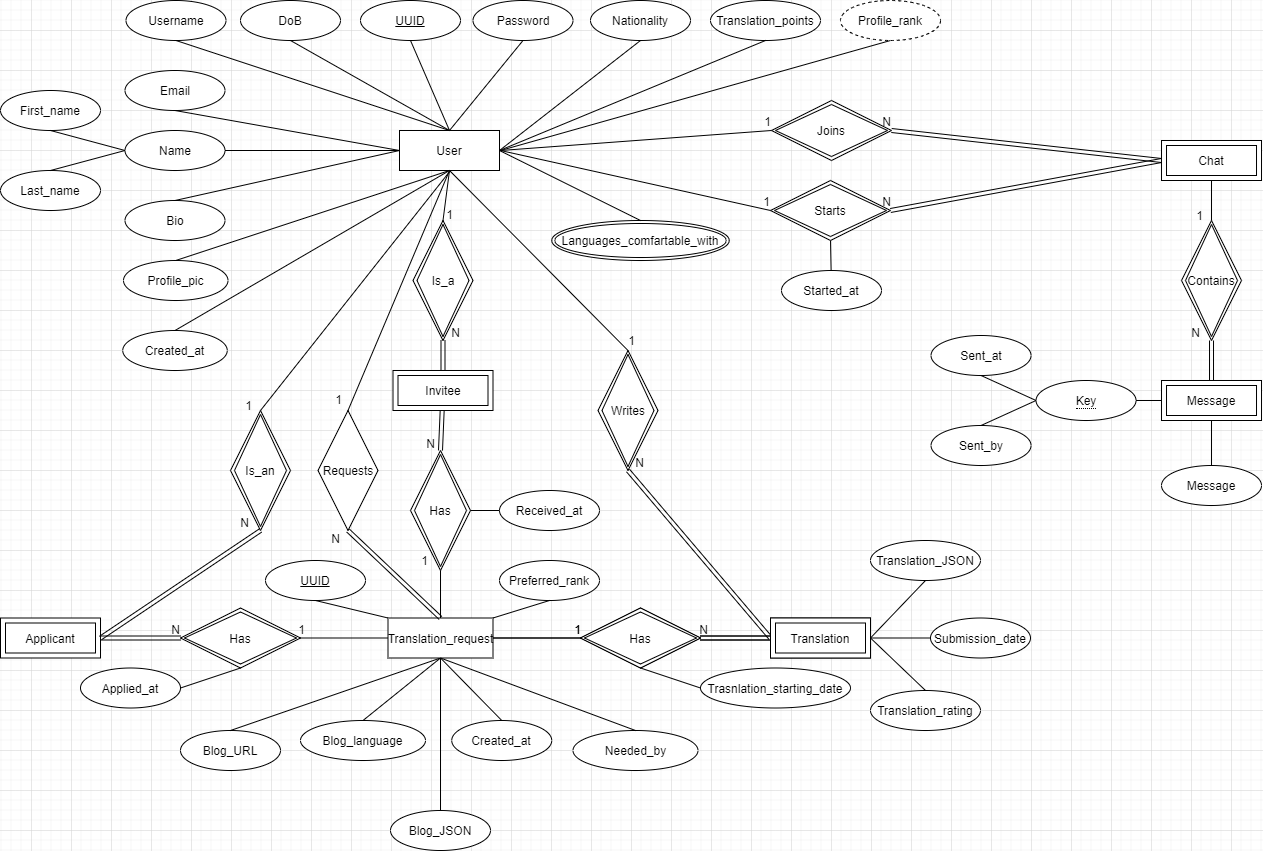 Username
DoB
UUID
Password
Nationality
Translation_points
Profile_rank
Email
First_name
Name
Last_name
Bio
Profile_pic
Created_at
User
1
Joins
N
1
Starts
N
Chat
Languages_comfartable_with
Started_at
1
Is_a
N
1
Contains
N
Invitee
1
Writes
N
Sent_at
Key
Sent_by
Message
Message
1
Is_an
N
1
Requests
N
N
Has
1
Received_at
UUID
Preferred_rank
Translation_JSON
Applicant
N
Has
1
Translation_request
1
Has
N
Translation
Submission_date
Applied_at
Trasnlation_starting_date
Translation_rating
Blog_URL
Blog_language
Created_at
Needed_by
Blog_JSON